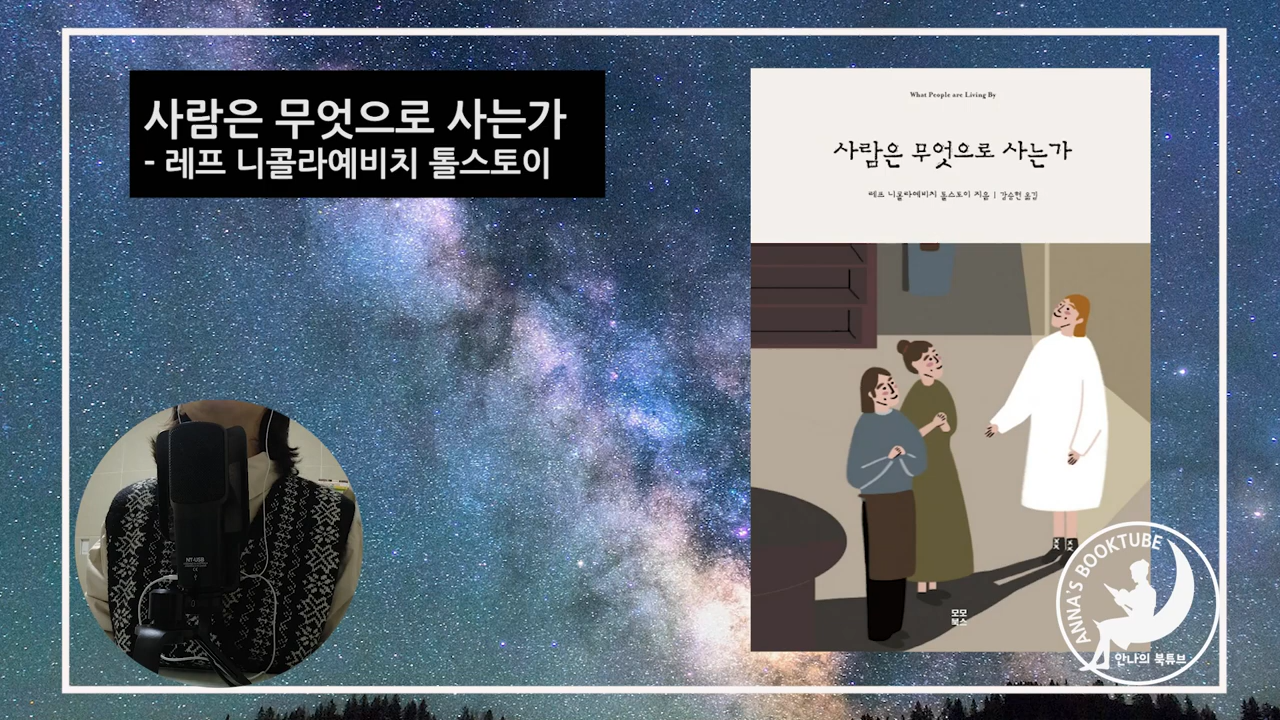 사람은 무엇으로 사는가
- 레프 니콜라예비치 톨스토이
What People are Living By
사람은 무엇으로 사는가
레프 니콜라예비치 톨스토이 지음 | 강승현 옮김
모모
북스
NT-USB
ANNA'S BOOKTUBE
안나의 북튜브